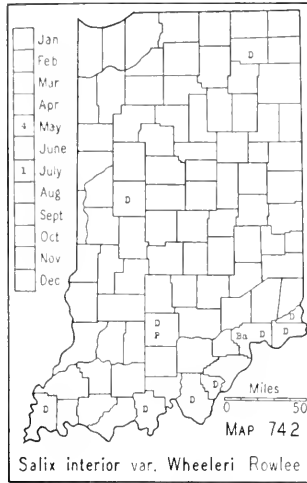 Jan
Feb
Mar
Apr
4 May
June
1 July
Aug
Sept
Oct
Nov
Dec
D
D
D
D
P
Ba
D
D
D
D
D
D
D
Miles
0 50
MAP 742
Salix interior var. Wheeleri Rowlee